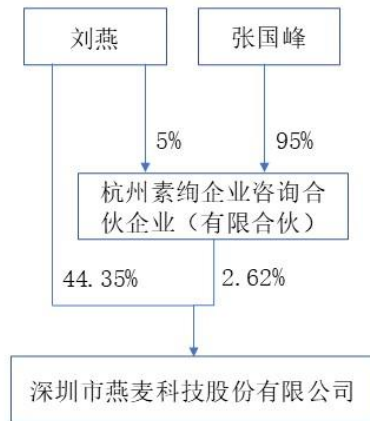 刘燕
张国峰
5%
95%
杭州素绚企业咨询合
伙企业（有限合伙）
44.35%
2.62%
深圳市燕麦科技股份有限公司